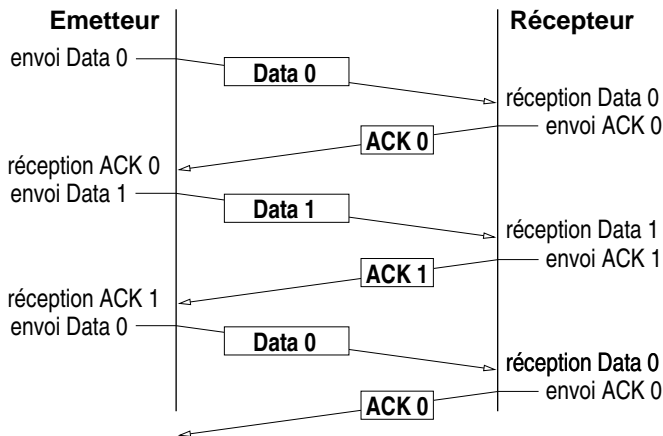 Emetteur
Récepteur
envoi Data 0
Data 0
réception Data 0
envoi ACK 0
ACK 0
réception ACK 0
envoi Data 1
Data 1
réception Data 1
envoi ACK 1
ACK 1
réception ACK 1
envoi Data 0
Data 0
réception Data 0
envoi ACK 0
ACK 0